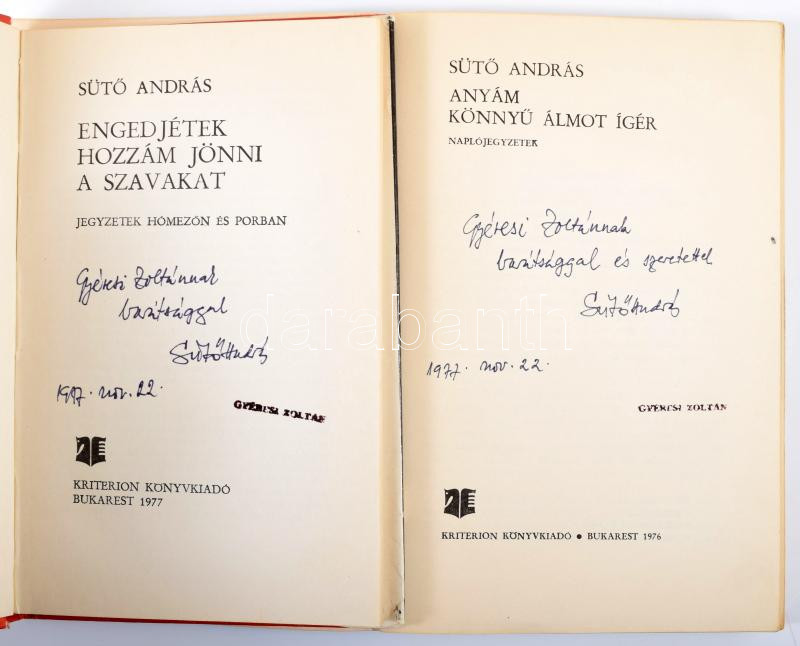 SÜTŐ ANDRÁS
ENGEDJÉTEK
HOZZÁM JÖNNI
A SZAVAKAT
JEGYZETEK HÓMEZŐN ÉS PORBAN
Gyéresi Zoltánnak
barátsággal
Sütő András
1977. nov. 22.
GYÉRESI ZOLTÁN
KRITERION KÖNYVKIADÓ
BUKAREST 1977
SÜTŐ ANDRÁS
ANYÁM
KÖNNYŰ ÁLMOT ÍGÉR
NAPLÓJEGYZETEK
Gyéresi Zoltánnak
barátsággal és szeretettel
Sütő András
1977. nov. 22.
GYÉRESI ZOLTÁN
KRITERION KÖNYVKIADÓ ● BUKAREST 1976
darabanth